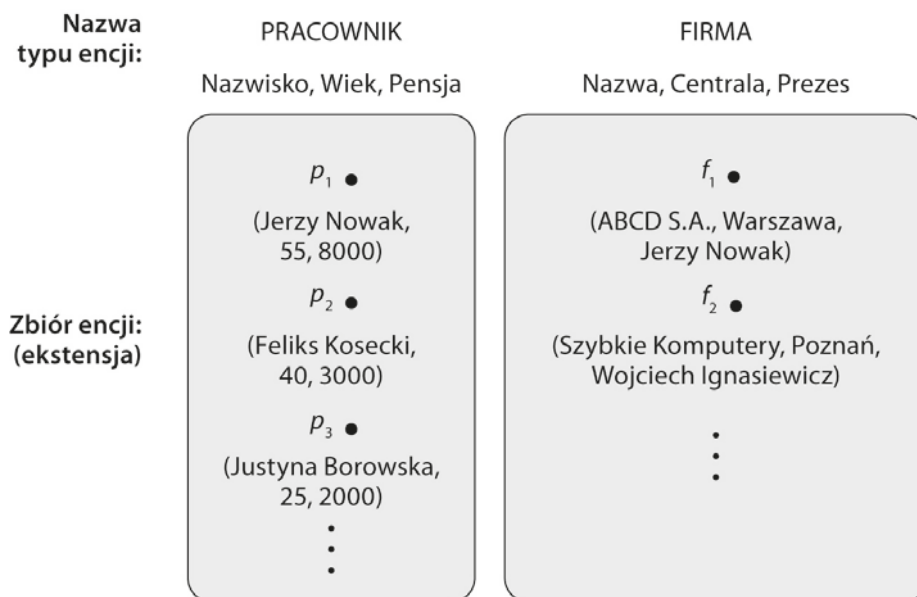 Nazwa
typu encji:
PRACOWNIK
FIRMA
Nazwisko, Wiek, Pensja
Nazwa, Centrala, Prezes
Zbiór encji:
(ekstensja)
p1
(Jerzy Nowak,
55, 8000)
p2
(Feliks Kosecki,
40, 3000)
p3
(Justyna Borowska,
25, 2000)
f1
(ABCD S.A., Warszawa,
Jerzy Nowak)
f2
(Szybkie Komputery, Poznań,
Wojciech Ignasiewicz)